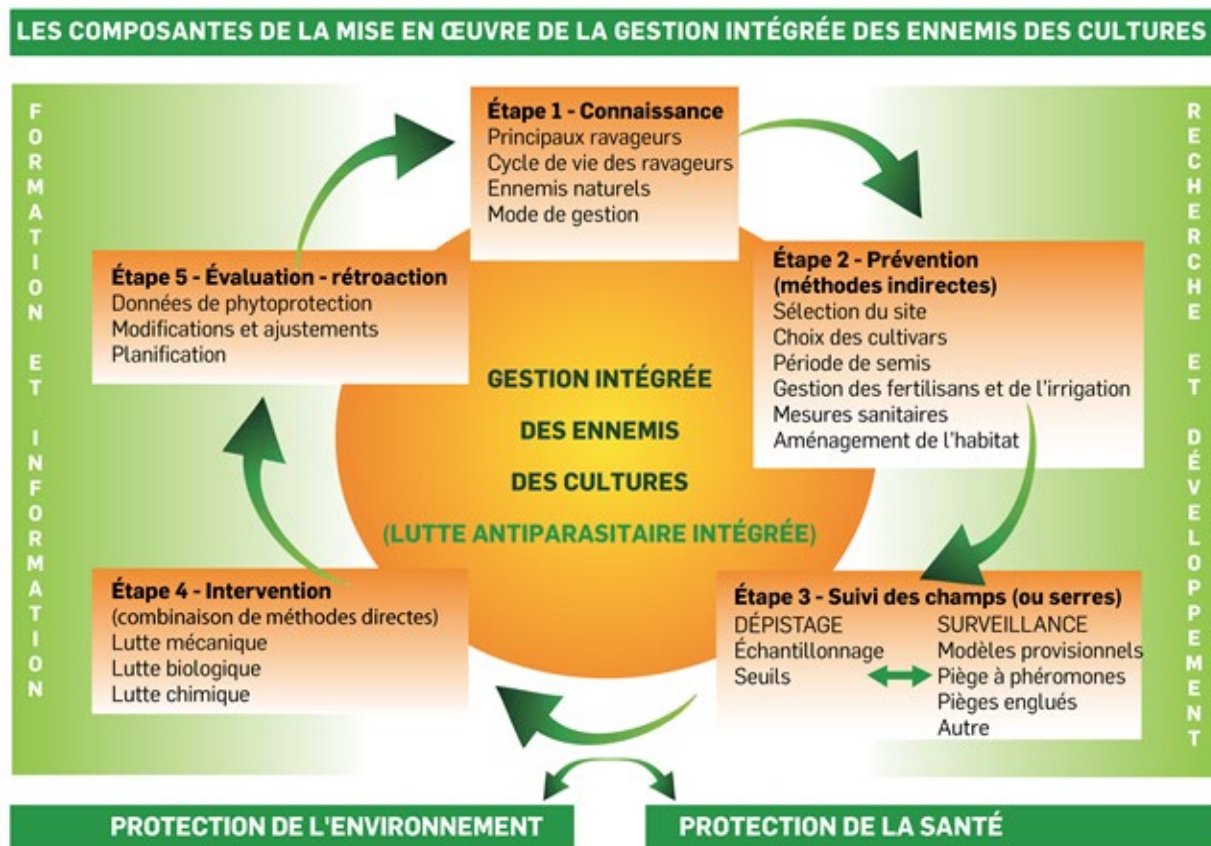 LES COMPOSANTES DE LA MISE EN ŒUVRE DE LA GESTION INTÉGRÉE DES ENNEMIS DES CULTURES
FORMATION ET INFORMATION
Étape 1 - Connaissance
Principaux ravageurs
Cycle de vie des ravageurs
Ennemis naturels
Mode de gestion
Étape 2 - Prévention
(méthodes indirectes)
Sélection du site
Choix des cultivars
Période de semis
Gestion des fertilisans et de l'irrigation
Mesures sanitaires
Aménagement de l'habitat
Étape 3 - Suivi des champs (ou serres)
DÉPISTAGE
Échantillonnage
Seuils
SURVEILLANCE
Modèles provisionnels
Piège à phéromones
Pièges englués
Autre
Étape 4 - Intervention
(combinaison de méthodes directes)
Lutte mécanique
Lutte biologique
Lutte chimique
Étape 5 - Évaluation - rétroaction
Données de phytoprotection
Modifications et ajustements
Planification
GESTION INTÉGRÉE
DES ENNEMIS
DES CULTURES
(LUTTE ANTIPARASITAIRE INTÉGRÉE)
RECHERCHE ET DÉVELOPPEMENT
PROTECTION DE L'ENVIRONNEMENT
PROTECTION DE LA SANTÉ